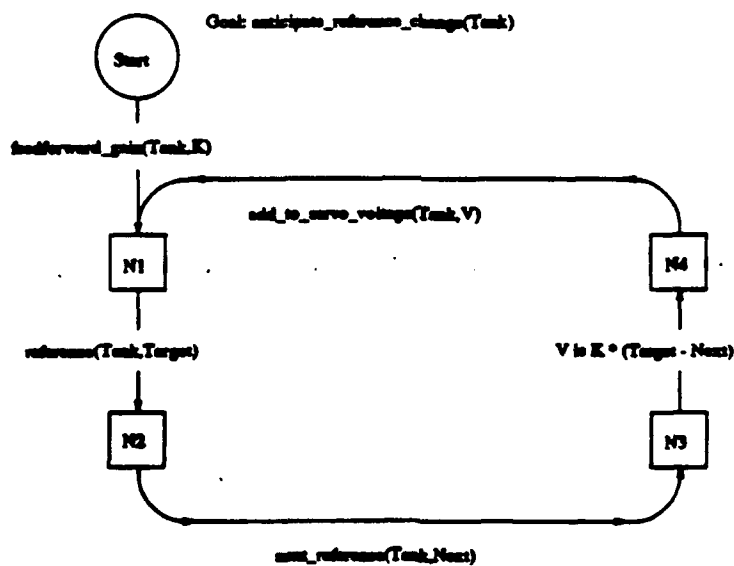 Goal: anticipate_reference_change(Tank)
Start
feedforward_gain(Tank,K)
add_to_servo_voltage(Tank,V)
N1
N4
reference(Tank,Target)
V is K * (Target - Next)
N2
N3
next_reference(Tank,Next)